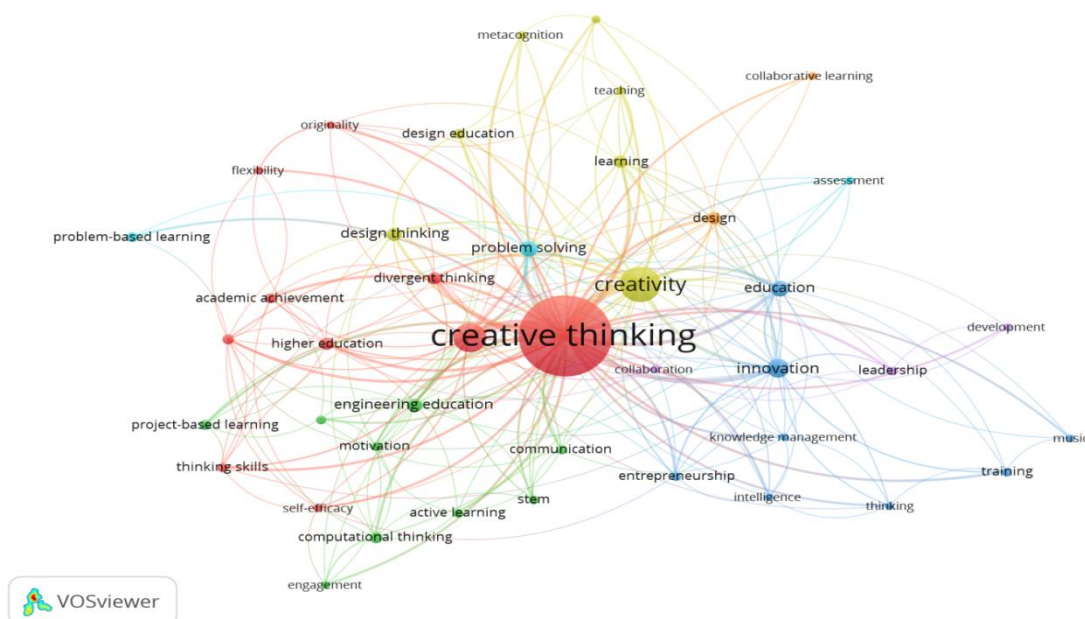 metacognition
collaborative learning
teaching
originality
design education
learning
flexibility
assessment
design
problem-based learning
design thinking
problem solving
divergent thinking
creativity
education
academic achievement
creative thinking
development
higher education
collaboration
innovation
leadership
engineering education
project-based learning
motivation
communication
knowledge management
music
thinking skills
entrepreneurship
training
self-efficacy
active learning
stem
intelligence
thinking
computational thinking
engagement
VOSviewer